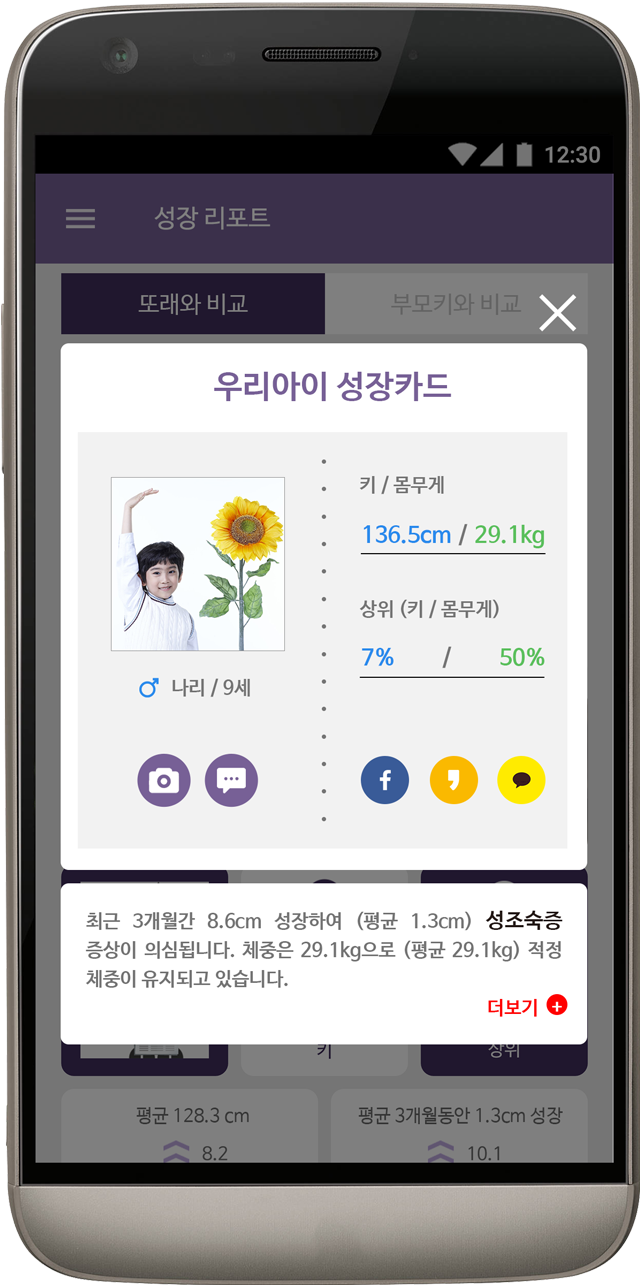 12:30
성장 리포트
또래와 비교
부모키와 비교
우리아이 성장카드
키 / 몸무게
136.5cm / 29.1kg
상위 (키 / 몸무게)
7% / 50%
나리 / 9세
최근 3개월간 8.6cm 성장하여 (평균 1.3cm) 성조숙증
증상이 의심됩니다. 체중은 29.1kg으로 (평균 29.1kg) 적정
체중이 유지되고 있습니다.
더보기
키
상위
평균 128.3 cm
평균 3개월동안 1.3cm 성장
8.2
10.1